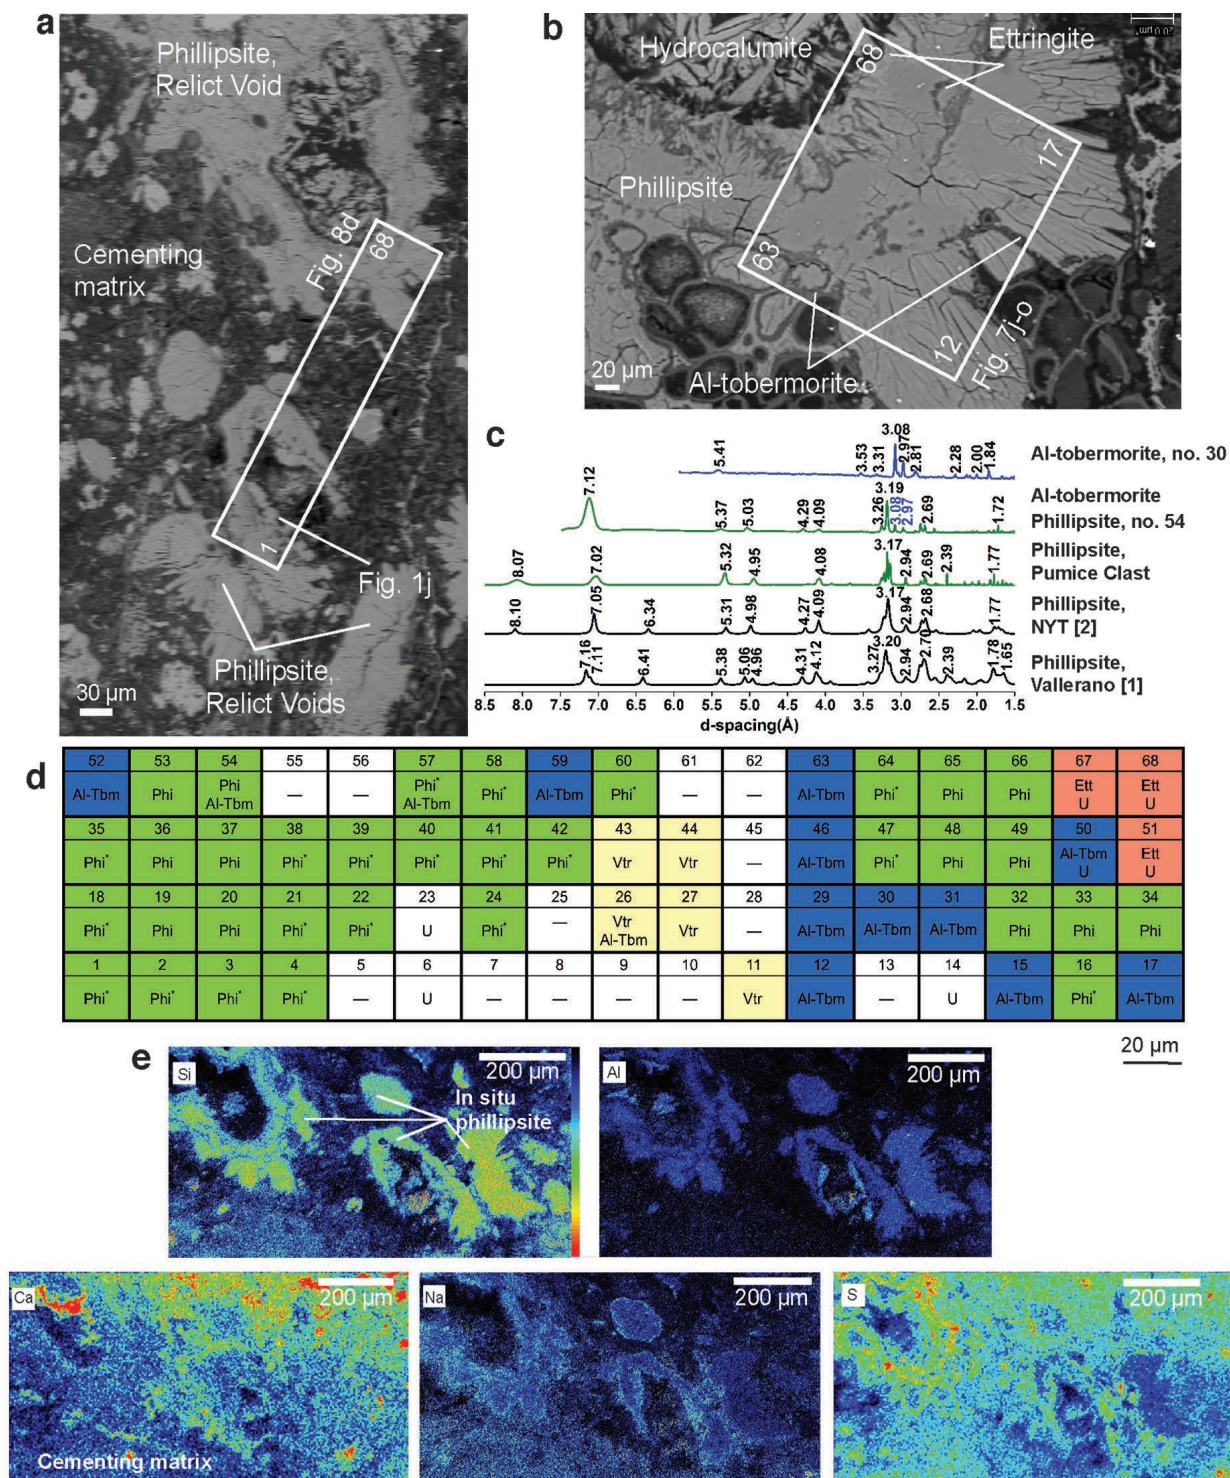 a
Phillipsite,
Relict Void
Cementing
matrix
Fig. 8d
68
1
Fig. 1j
Phillipsite,
Relict Voids
30 µm
b
20.0 µm
Hydrocalumite
Ettringite
68
17
Phillipsite
63
12
Fig. 7j-o
Al-tobermorite
20 µm
c
5.41 3.53 3.31 3.08 2.97 2.81 2.28 2.00 1.84
Al-tobermorite, no. 30
7.12 5.37 5.03 4.29 4.09 3.26 3.19 3.08 2.97 2.69 1.72
Al-tobermorite
Phillipsite, no. 54
8.07 7.02 5.32 4.95 4.08 3.17 2.94 2.69 2.39 1.77
Phillipsite,
Pumice Clast
8.10 7.05 6.34 5.31 4.98 4.27 4.09 3.17 2.94 2.68 1.77
Phillipsite,
NYT [2]
7.16 7.11 6.41 5.38 5.06 4.96 4.31 4.12 3.27 3.20 2.94 2.70 2.39 1.78 1.65
Phillipsite,
Vallerano [1]
8.5 8.0 7.5 7.0 6.5 6.0 5.5 5.0 4.5 4.0 3.5 3.0 2.5 2.0 1.5
d-spacing(Å)
d
52 53 54 55 56 57 58 59 60 61 62 63 64 65 66 67 68
Al-Tbm Phi Phi Al-Tbm — — Phi* Al-Tbm Phi* Al-Tbm Phi* — — Al-Tbm Phi* Phi Phi Ett U Ett U
35 36 37 38 39 40 41 42 43 44 45 46 47 48 49 50 51
Phi* Phi Phi Phi* Phi* Phi* Phi* Phi* Vtr Vtr — Al-Tbm Phi* Phi Phi Al-Tbm U Ett U
18 19 20 21 22 23 24 25 26 27 28 29 30 31 32 33 34
Phi* Phi Phi Phi* Phi* U Phi* — Vtr Al-Tbm Vtr — Al-Tbm Al-Tbm Al-Tbm Phi Phi Phi
1 2 3 4 5 6 7 8 9 10 11 12 13 14 15 16 17
Phi* Phi* Phi* Phi* — U — — — — Vtr Al-Tbm — U Al-Tbm Phi* Al-Tbm
20 µm
e
Si
200 µm
In situ
phillipsite
Al
200 µm
Ca
200 µm
Cementing matrix
Na
200 µm
S
200 µm